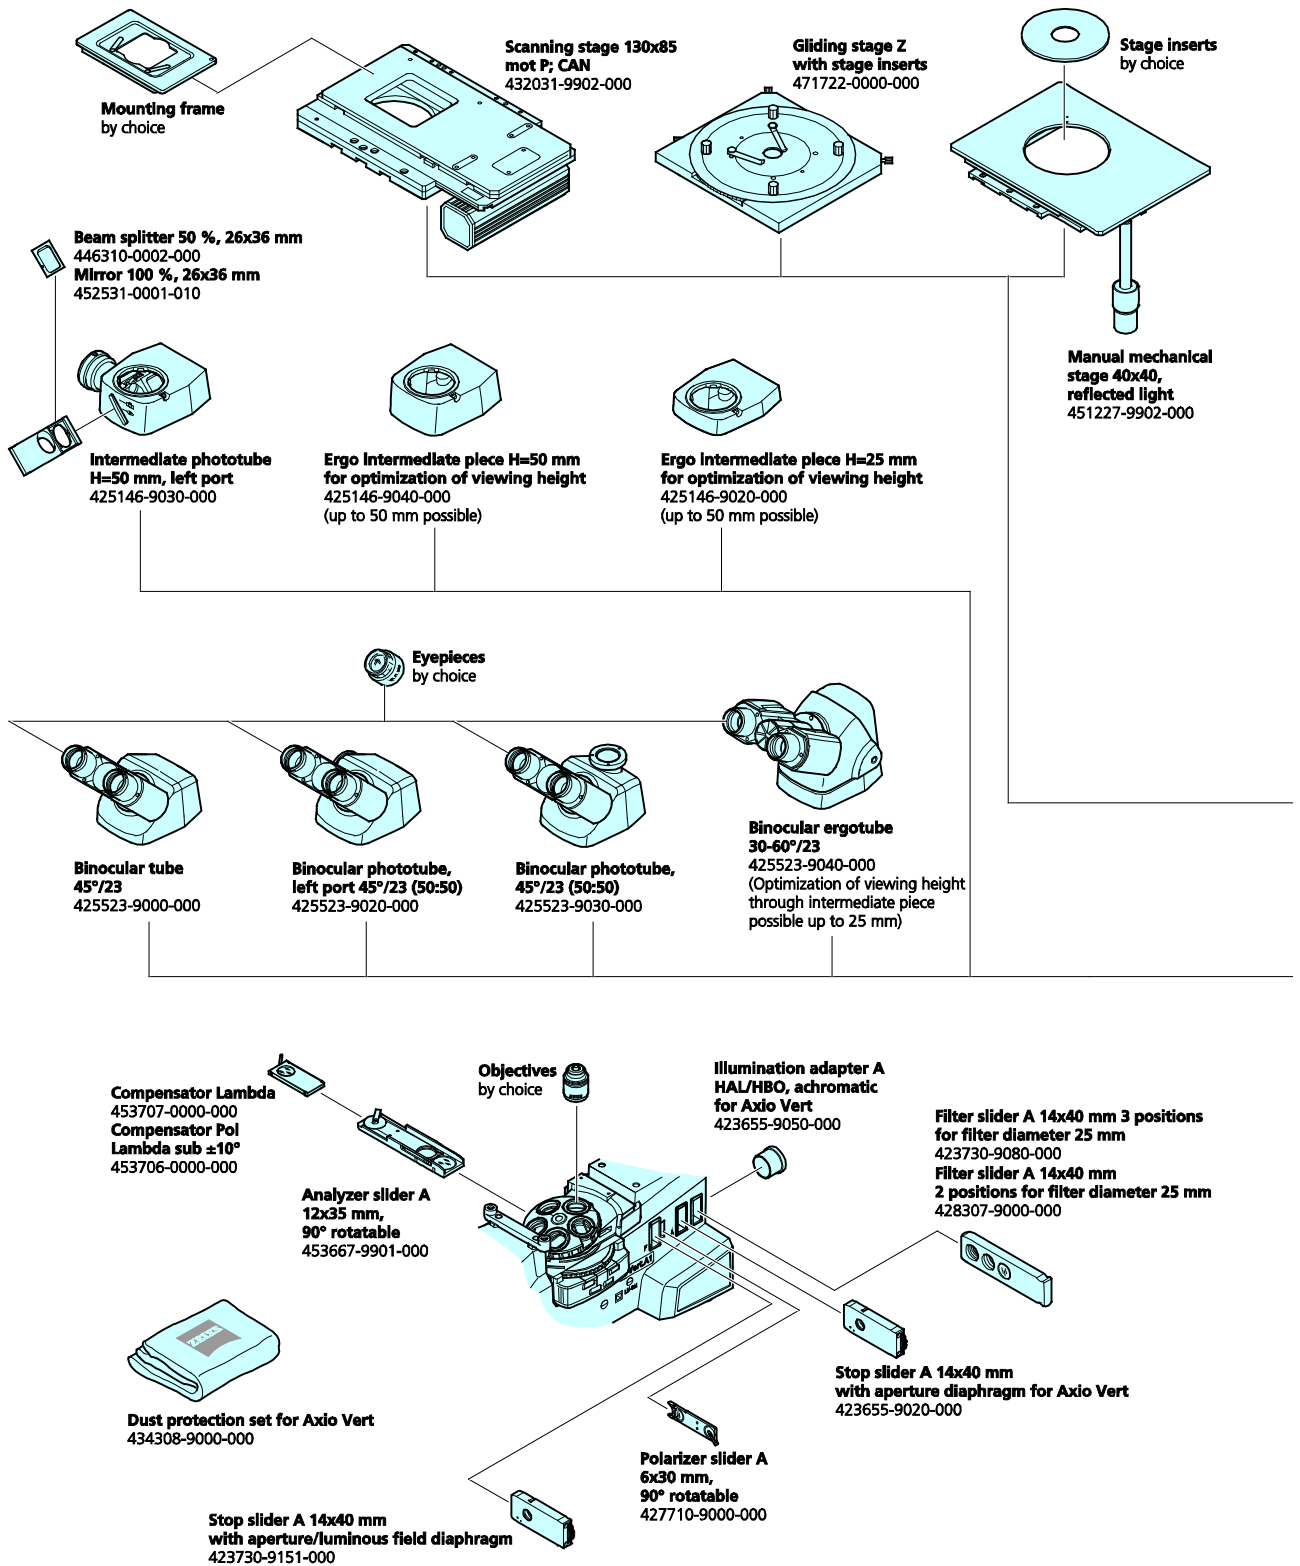 Scanning stage 130x85
mot P; CAN
432031-9902-000
Gliding stage Z
with stage inserts
471722-0000-000
Stage inserts
by choice
Mounting frame
by choice
Beam splitter 50 %, 26x36 mm
446310-0002-000
Mirror 100 %, 26x36 mm
452531-0001-010
Manual mechanical
stage 40x40,
reflected light
451227-9902-000
Intermediate phototube
H=50 mm, left port
425146-9030-000
Ergo intermediate piece H=50 mm
for optimization of viewing height
425146-9040-000
(up to 50 mm possible)
Ergo intermediate piece H=25 mm
for optimization of viewing height
425146-9020-000
(up to 50 mm possible)
Eyepieces
by choice
Binocular tube
45°/23
425523-9000-000
Binocular phototube,
left port 45°/23 (50:50)
425523-9020-000
Binocular phototube,
45°/23 (50:50)
425523-9030-000
Binocular ergotube
30-60°/23
425523-9040-000
(Optimization of viewing height
through intermediate piece
possible up to 25 mm)
Compensator Lambda
453707-0000-000
Compensator Pol
Lambda sub ±10°
453706-0000-000
Objectives
by choice
Illumination adapter A
HAL/HBO, achromatic
for Axio Vert
423655-9050-000
Filter slider A 14x40 mm 3 positions
for filter diameter 25 mm
423730-9080-000
Filter slider A 14x40 mm
2 positions for filter diameter 25 mm
428307-9000-000
Analyzer slider A
12x35 mm,
90° rotatable
453667-9901-000
Stop slider A 14x40 mm
with aperture diaphragm for Axio Vert
423655-9020-000
Dust protection set for Axio Vert
434308-9000-000
Polarizer slider A
6x30 mm,
90° rotatable
427710-9000-000
Stop slider A 14x40 mm
with aperture/luminous field diaphragm
423730-9151-000